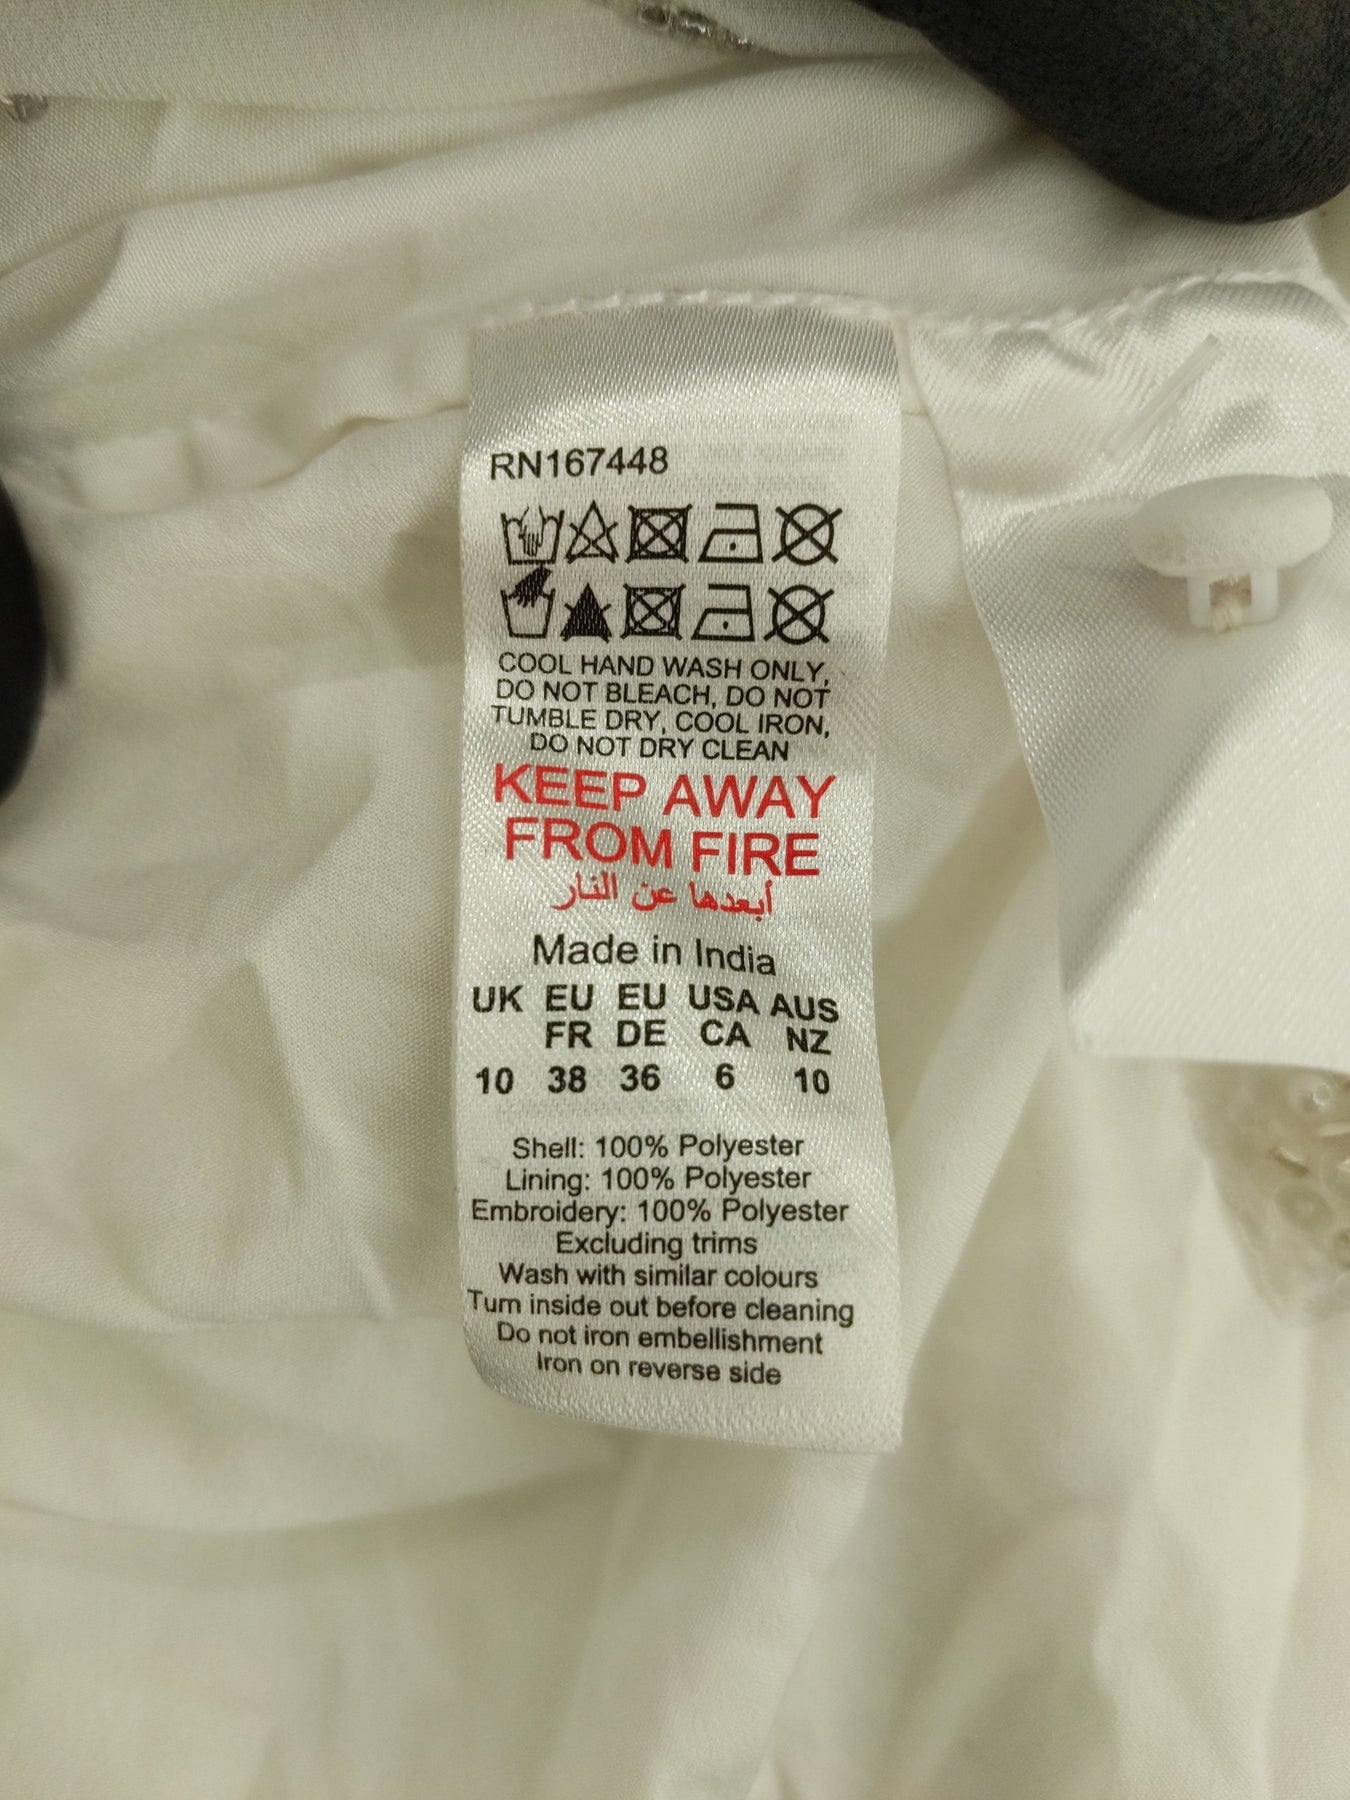 RN167448
COOL HAND WASH ONLY,
DO NOT BLEACH, DO NOT
TUMBLE DRY, COOL IRON,
DO NOT DRY CLEAN
KEEP AWAY
FROM FIRE
أبعدها عن النار
Made in India
UK EU EU USA AUS
FR DE CA NZ
10 38 36 6 10
Shell: 100% Polyester
Lining: 100% Polyester
Embroidery: 100% Polyester
Excluding trims
Wash with similar colours
Turn inside out before cleaning
Do not iron embellishment
Iron on reverse side